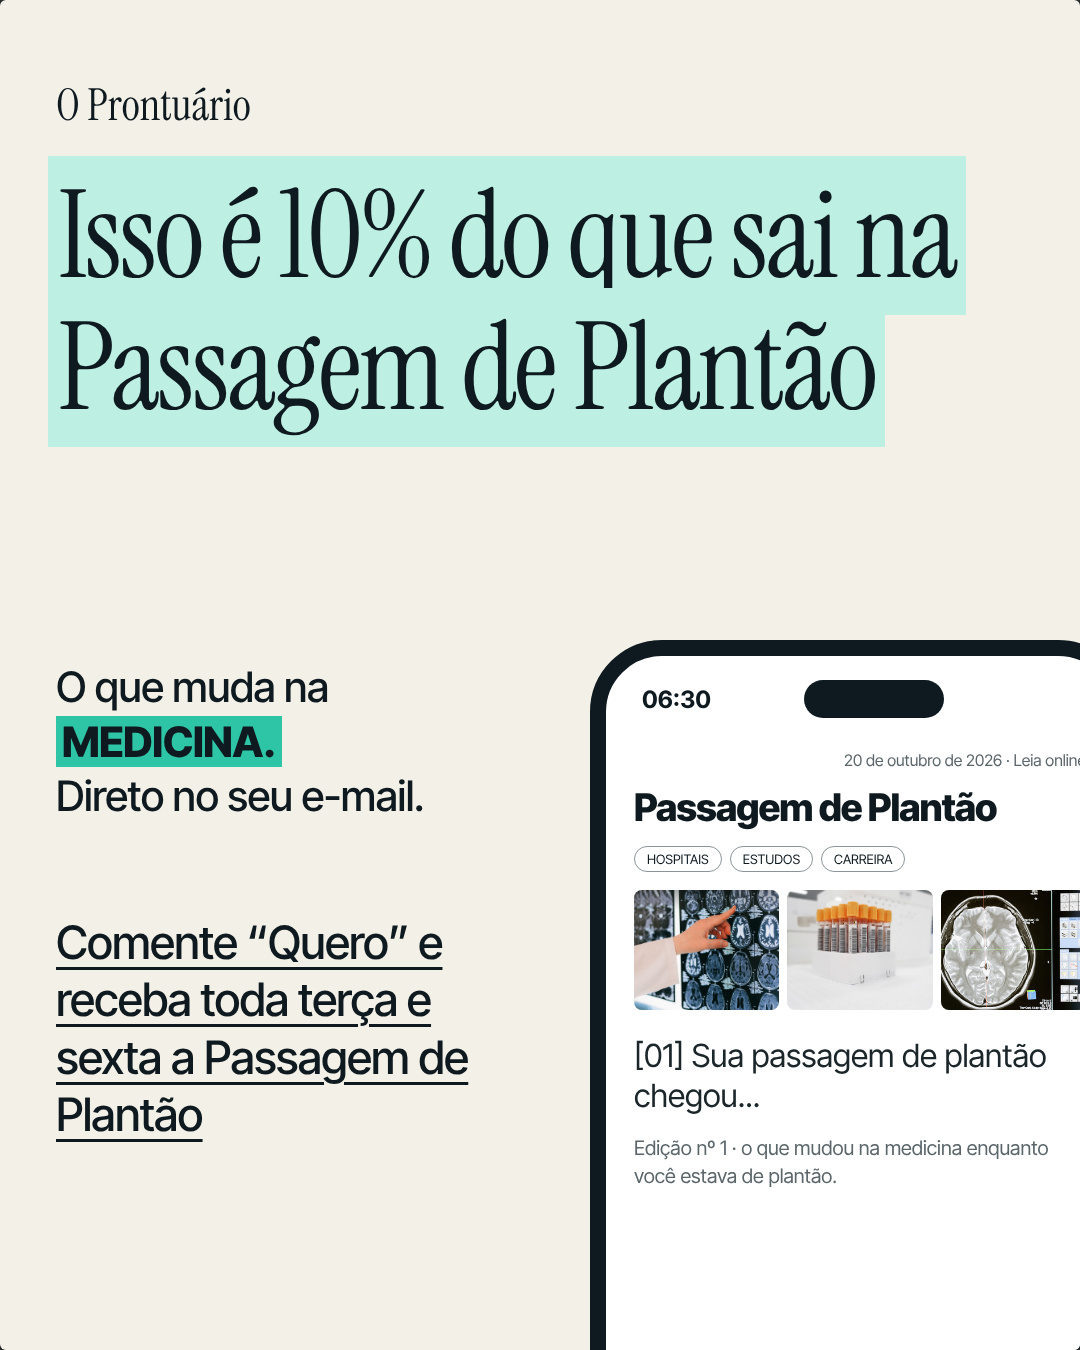 O Prontuário
Isso é 10% do que sai na
Passagem de Plantão
O que muda na
MEDICINA.
Direto no seu e-mail.
Comente “Quero” e
receba toda terça e
sexta a Passagem de
Plantão
06:30
20 de outubro de 2026 · Leia online
Passagem de Plantão
HOSPITAIS ESTUDOS CARREIRA
[01] Sua passagem de plantão
chegou...
Edição nº 1 · o que mudou na medicina enquanto
você estava de plantão.